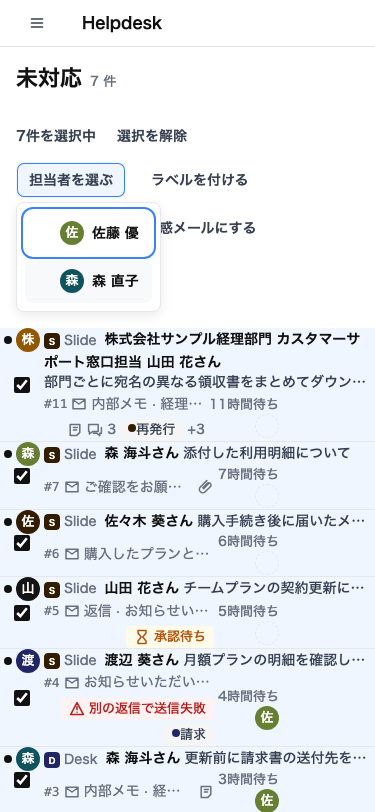 Helpdesk
未対応 7 件
7件を選択中 選択を解除
担当者を選ぶ ラベルを付ける
惑メールにする
佐 佐藤 優
森 森 直子
株 S Slide 株式会社サンプル経理部門 カスタマーサ
ポート窓口担当 山田 花さん
部門ごとに宛名の異なる領収書をまとめてダウン…
#11 内部メモ · 経理… 11時間待ち
3 再発行 +3
森 S Slide 森 海斗さん 添付した利用明細について
7時間待ち
#7 ご確認をお願…
佐 S Slide 佐々木 葵さん 購入手続き後に届いたメ…
6時間待ち
#6 購入したプランと…
山 S Slide 山田 花さん チームプランの契約更新に…
#5 返信 · お知らせい… 5時間待ち
承認待ち
渡 S Slide 渡辺 葵さん 月額プランの明細を確認し…
#4 お知らせいただい…
4時間待ち
別の返信で送信失敗
佐
請求
森 D Desk 森 海斗さん 更新前に請求書の送付先を…
3時間待ち
#3 内部メモ · 経…
佐